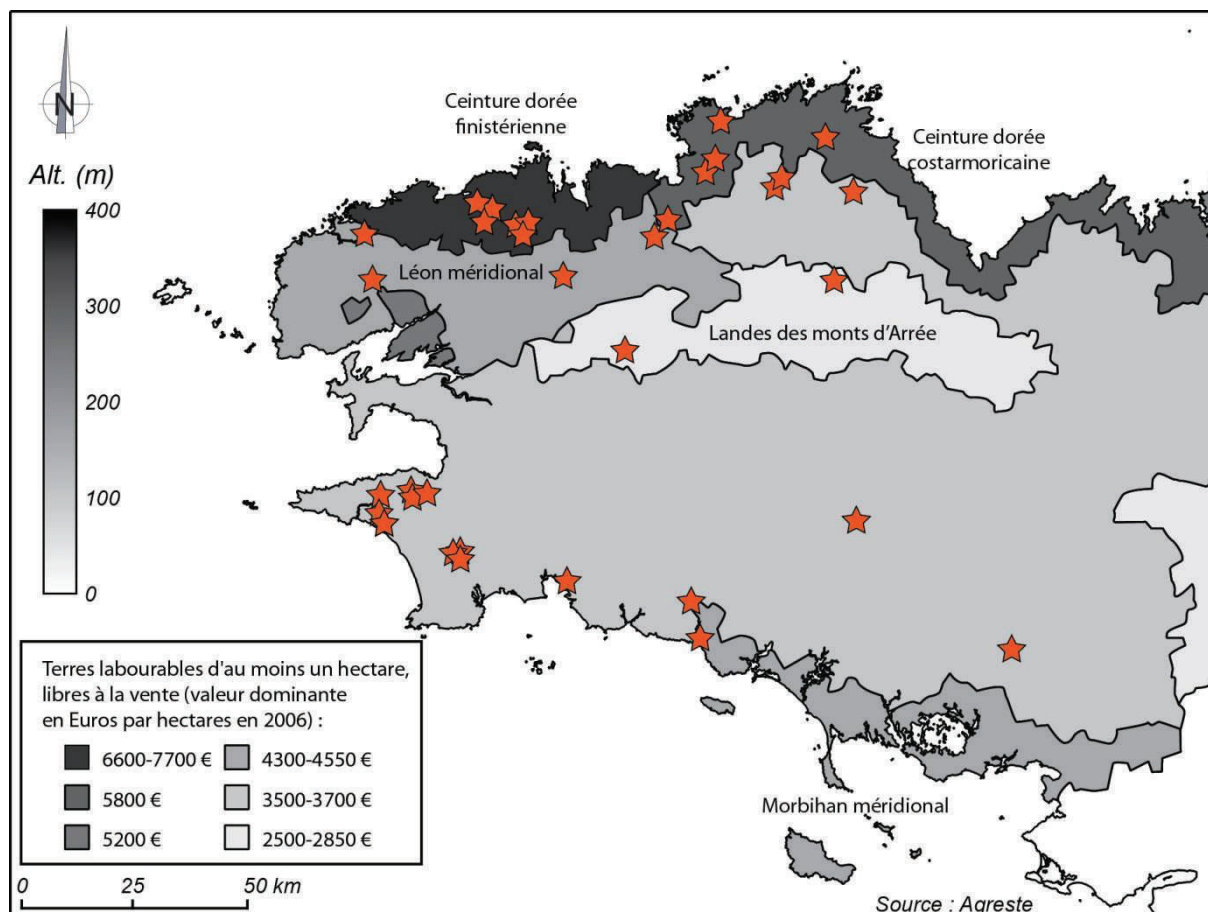 N
Alt. (m)
400
300
200
100
0
Ceinture dorée
finistérienne
Ceinture dorée
costarmoricaine
Léon méridional
Landes des monts d'Arrée
Morbihan méridional
Terres labourables d'au moins un hectare,
libres à la vente (valeur dominante
en Euros par hectares en 2006) :
6600-7700 €
5800 €
5200 €
4300-4550 €
3500-3700 €
2500-2850 €
0 25 50 km
Source : Agreste